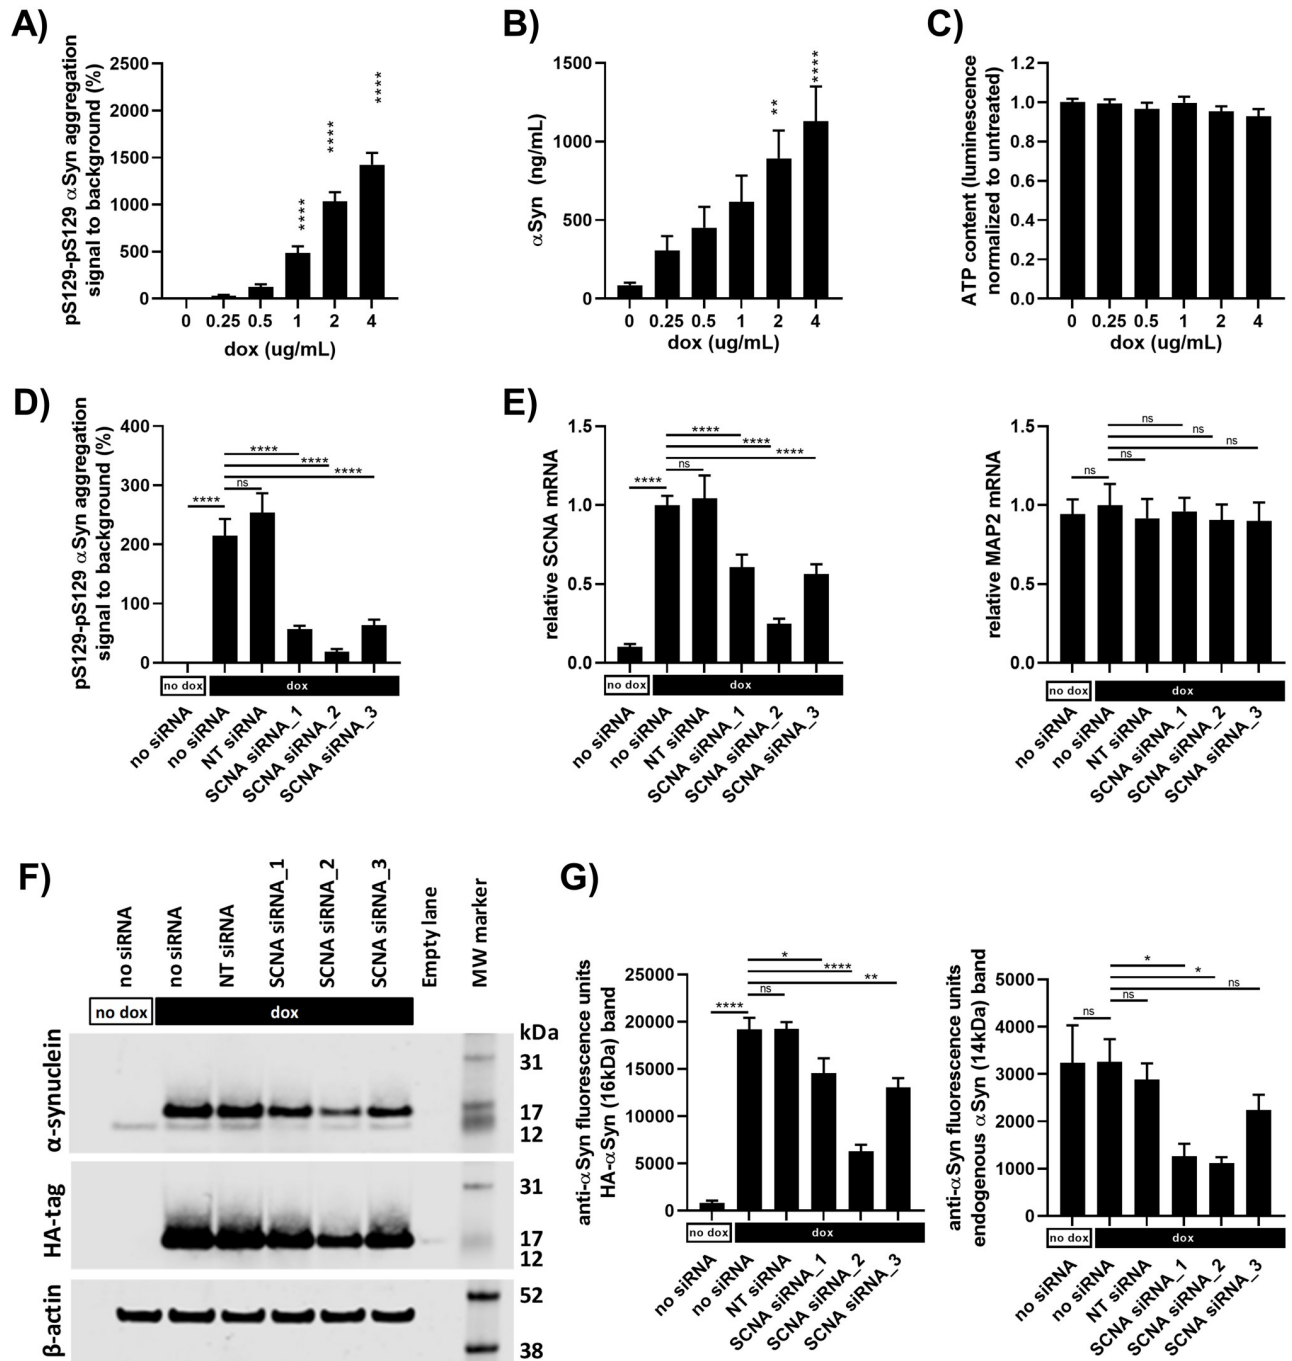 A)
pS129-pS129 αSyn aggregation
signal to background (%)
2500
2000
1500
1000
500
0
****
****
****
0 0.25 0.5 1 2 4
dox (ug/mL)
B)
αSyn (ng/mL)
1500
1000
500
0
**
****
0 0.25 0.5 1 2 4
dox (ug/mL)
C)
ATP content (luminescence
normalized to untreated)
1.2
1.0
0.8
0.6
0.4
0.2
0.0
0 0.25 0.5 1 2 4
dox (ug/mL)
D)
pS129-pS129 αSyn aggregation
signal to background (%)
400
300
200
100
0
****
****
****
ns
****
no dox
dox
no siRNA
no siRNA
NT siRNA
SCNA siRNA_1
SCNA siRNA_2
SCNA siRNA_3
E)
relative SCNA mRNA
1.5
1.0
0.5
0.0
****
****
****
ns
****
no dox
dox
no siRNA
no siRNA
NT siRNA
SCNA siRNA_1
SCNA siRNA_2
SCNA siRNA_3
relative MAP2 mRNA
1.5
1.0
0.5
0.0
ns
ns
ns
ns
ns
no dox
dox
no siRNA
no siRNA
NT siRNA
SCNA siRNA_1
SCNA siRNA_2
SCNA siRNA_3
F)
no siRNA
no siRNA
NT siRNA
SCNA siRNA_1
SCNA siRNA_2
SCNA siRNA_3
Empty lane
MW marker
no dox
dox
kDa
α-synuclein
31
17
12
HA-tag
31
17
12
β-actin
52
38
G)
anti-αSyn fluorescence units
HA-αSyn (16kDa) band
25000
20000
15000
10000
5000
0
*
****
**
ns
****
no dox
dox
no siRNA
no siRNA
NT siRNA
SCNA siRNA_1
SCNA siRNA_2
SCNA siRNA_3
anti-αSyn fluorescence units
endogenous αSyn (14kDa) band
5000
4000
3000
2000
1000
0
*
*
ns
ns
ns
no dox
dox
no siRNA
no siRNA
NT siRNA
SCNA siRNA_1
SCNA siRNA_2
SCNA siRNA_3